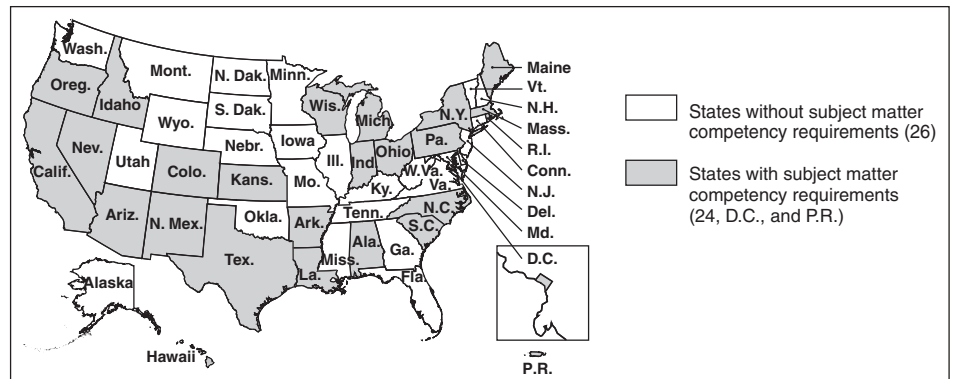 Wash.
Oreg.
Calif.
Nev.
Idaho
Mont.
Wyo.
Utah
Ariz.
Colo.
N. Mex.
N. Dak.
S. Dak.
Nebr.
Kans.
Okla.
Tex.
Minn.
Iowa
Mo.
Ark.
La.
Wis.
Ill.
Mich
Ind
Ohio
Ky.
Tenn.
Miss.
Ala.
Ga.
Fla.
S.C.
N.C.
Va.
W.Va.
Pa.
N.Y.
Maine
Vt.
N.H.
Mass.
R.I.
Conn.
N.J.
Del.
Md.
D.C.
Alaska
Hawaii
P.R.
States without subject matter
competency requirements (26)
States with subject matter
competency requirements
(24, D.C., and P.R.)